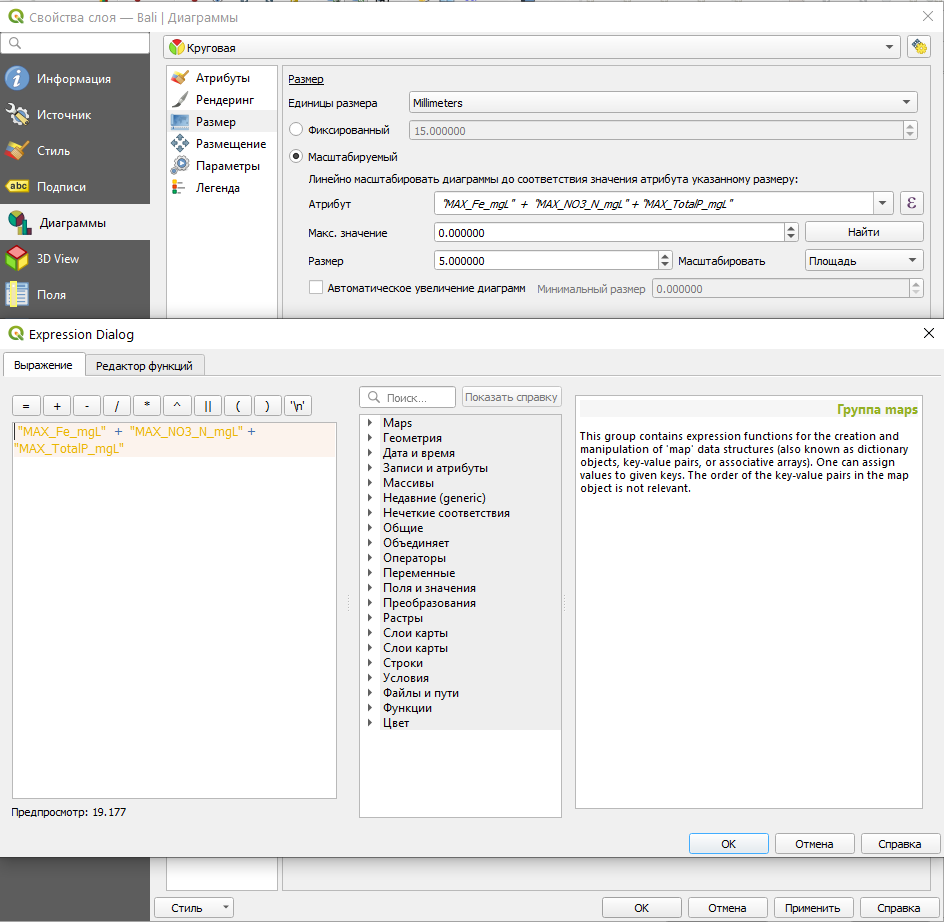 Свойства слоя — Bali | Диаграммы
Информация
Источник
Стиль
abc Подписи
Диаграммы
3D View
Поля
Круговая
Атрибуты
Рендеринг
Размер
Размещение
Параметры
Легенда
Размер
Единицы размера Millimeters
Фиксированный 15.000000
Масштабируемый
Линейно масштабировать диаграммы до соответствия значения атрибута указанному размеру:
Атрибут "MAX_Fe_mgL" + "MAX_NO3_N_mgL" + "MAX_TotalP_mgL" ε
Макс. значение 0.000000 Найти
Размер 5.000000 Масштабировать Площадь
Автоматическое увеличение диаграмм Минимальный размер 0.000000
Expression Dialog
Выражение Редактор функций
= + - / * ^ || ( ) '\n'
"MAX_Fe_mgL" + "MAX_NO3_N_mgL" +
"MAX_TotalP_mgL"
Предпросмотр: 19.177
Поиск... Показать справку
Maps
Геометрия
Дата и время
Записи и атрибуты
Массивы
Недавние (generic)
Нечеткие соответствия
Общие
Объединяет
Операторы
Переменные
Поля и значения
Преобразования
Растры
Слои карты
Слои карты
Строки
Условия
Файлы и пути
Функции
Цвет
Группа maps
This group contains expression functions for the creation and
manipulation of 'map' data structures (also known as dictionary
objects, key-value pairs, or associative arrays). One can assign
values to given keys. The order of the key-value pairs in the map
object is not relevant.
OK Отмена Справка
Стиль OK Отмена Применить Справка